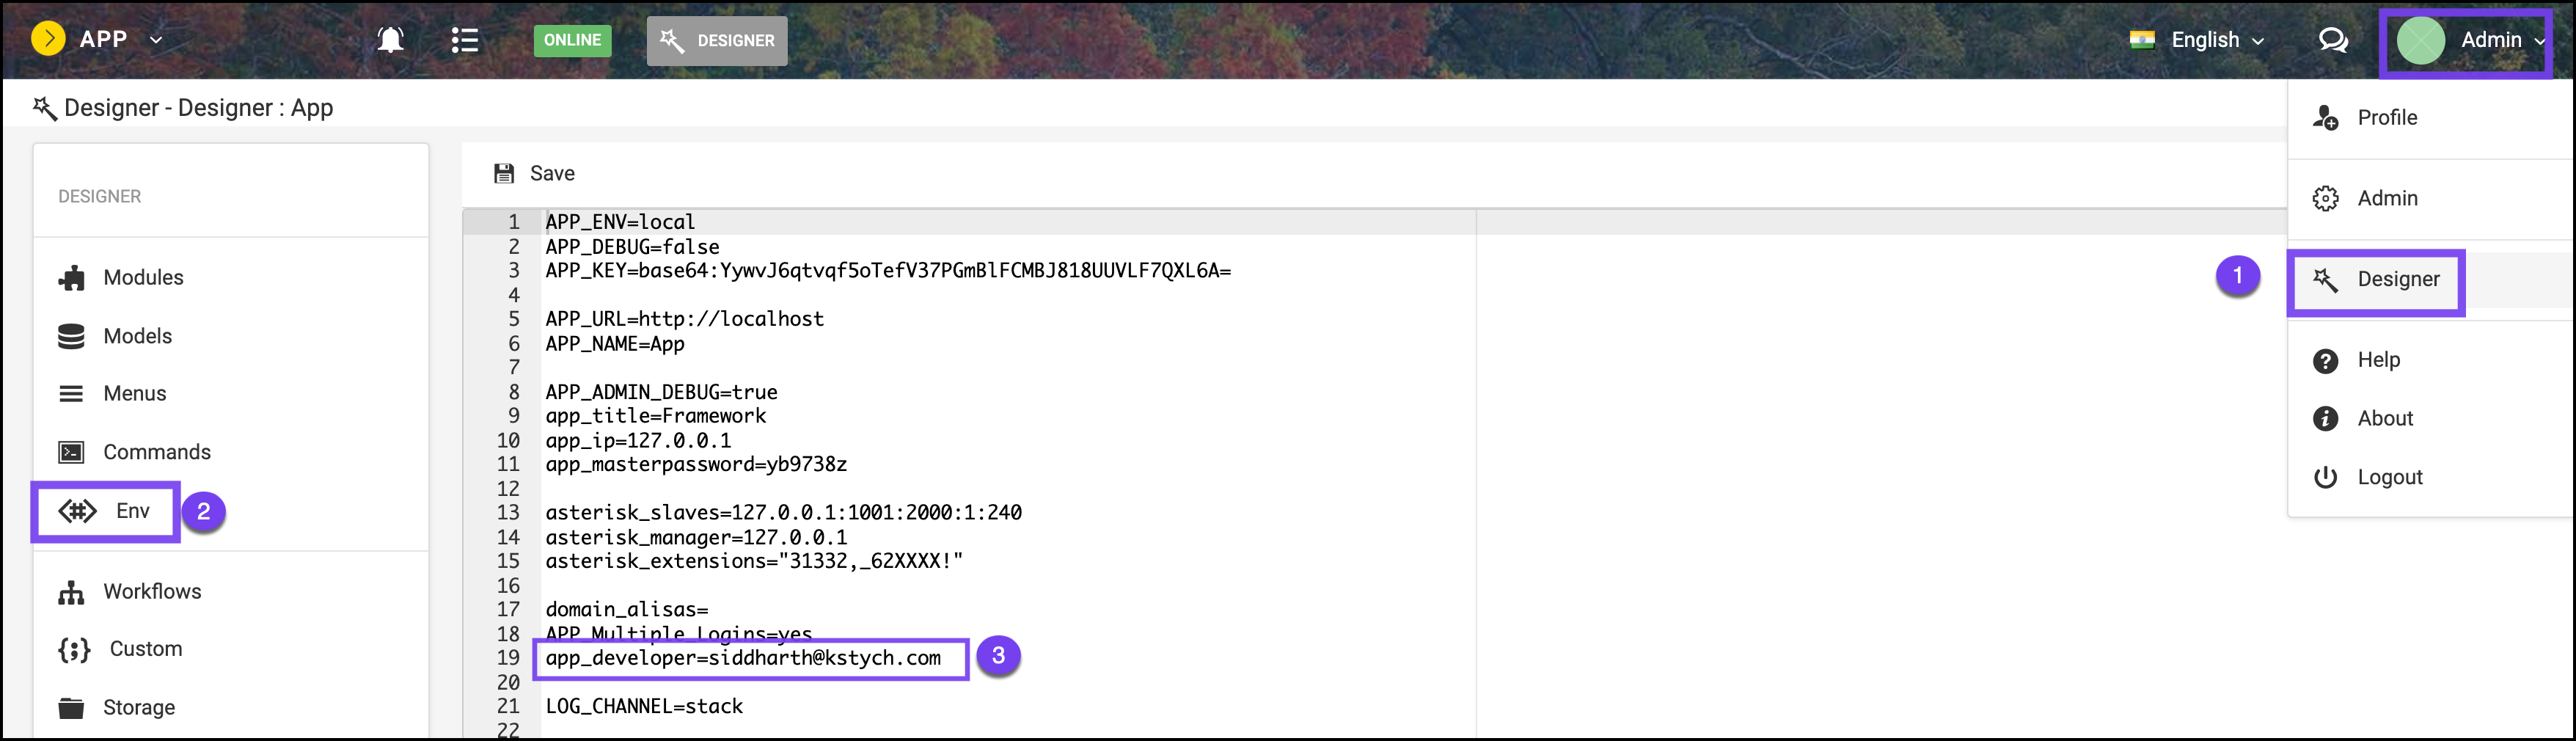 APP
ONLINE
DESIGNER
English
Admin
Designer - Designer : App
Profile
Admin
1
Designer
Help
About
Logout
DESIGNER
Modules
Models
Menus
Commands
Env
2
Workflows
Custom
Storage
Save
1 APP_ENV=local
2 APP_DEBUG=false
3 APP_KEY=base64:YywvJ6qtvqf5oTefV37PGmBlFCMBJ818UUVLF7QXL6A=
4
5 APP_URL=http://localhost
6 APP_NAME=App
7
8 APP_ADMIN_DEBUG=true
9 app_title=Framework
10 app_ip=127.0.0.1
11 app_masterpassword=yb9738z
12
13 asterisk_slaves=127.0.0.1:1001:2000:1:240
14 asterisk_manager=127.0.0.1
15 asterisk_extensions="31332,_62XXXX!"
16
17 domain_alisas=
18 APP_Multiple_Logins=yes
19 app_developer=siddharth@kstych.com
3
20
21 LOG_CHANNEL=stack
22